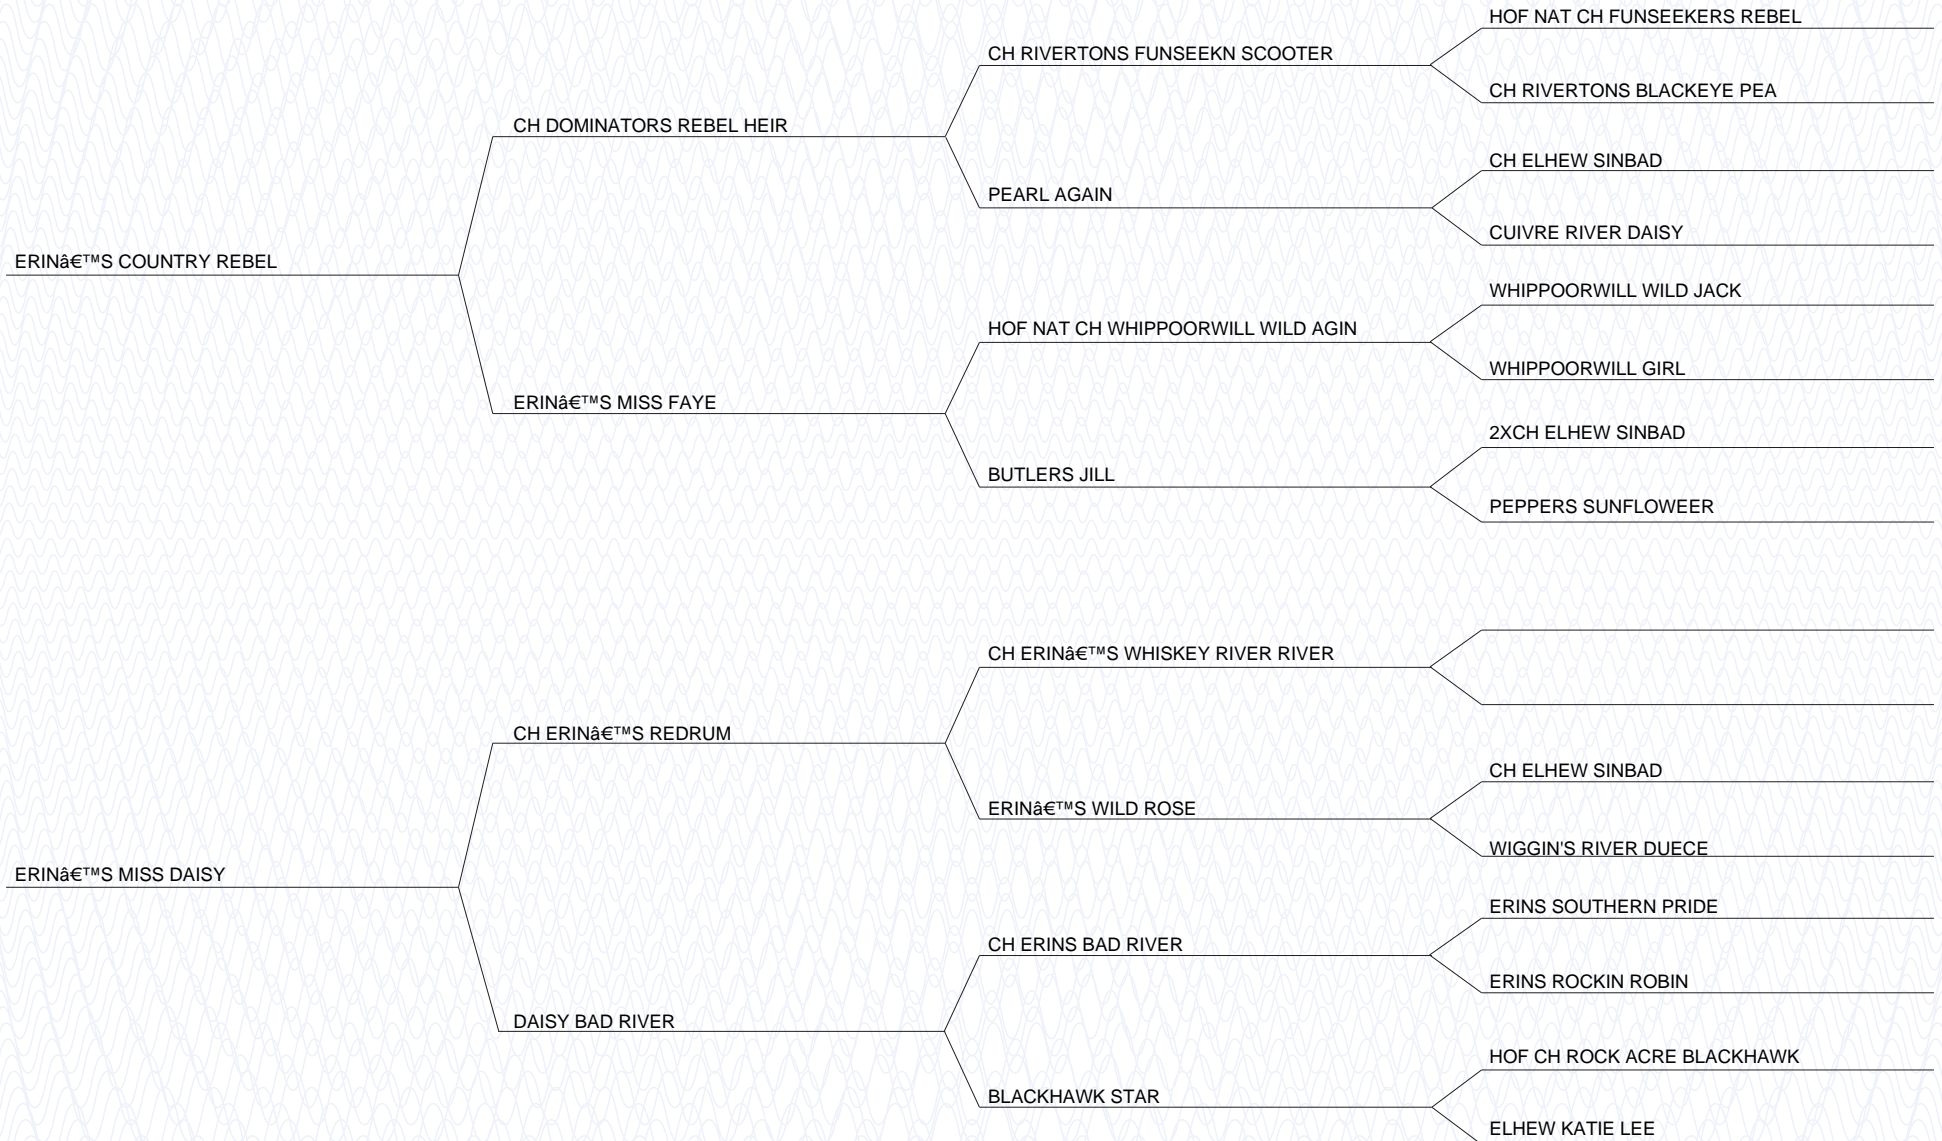 HOF NAT CH FUNSEEKERS REBEL
CH RIVERTONS FUNSEEKN SCOOTER
CH RIVERTONS BLACKEYE PEA
CH DOMINATORS REBEL HEIR
CH ELHEW SINBAD
PEARL AGAIN
CUIVRE RIVER DAISY
ERINâ€™S COUNTRY REBEL
WHIPPOORWILL WILD JACK
HOF NAT CH WHIPPOORWILL WILD AGIN
WHIPPOORWILL GIRL
ERINâ€™S MISS FAYE
2XCH ELHEW SINBAD
BUTLERS JILL
PEPPERS SUNFLOWEER
CH ERINâ€™S WHISKEY RIVER RIVER
CH ERINâ€™S REDRUM
CH ELHEW SINBAD
ERINâ€™S WILD ROSE
WIGGIN'S RIVER DUECE
ERINâ€™S MISS DAISY
ERINS SOUTHERN PRIDE
CH ERINS BAD RIVER
ERINS ROCKIN ROBIN
DAISY BAD RIVER
HOF CH ROCK ACRE BLACKHAWK
BLACKHAWK STAR
ELHEW KATIE LEE